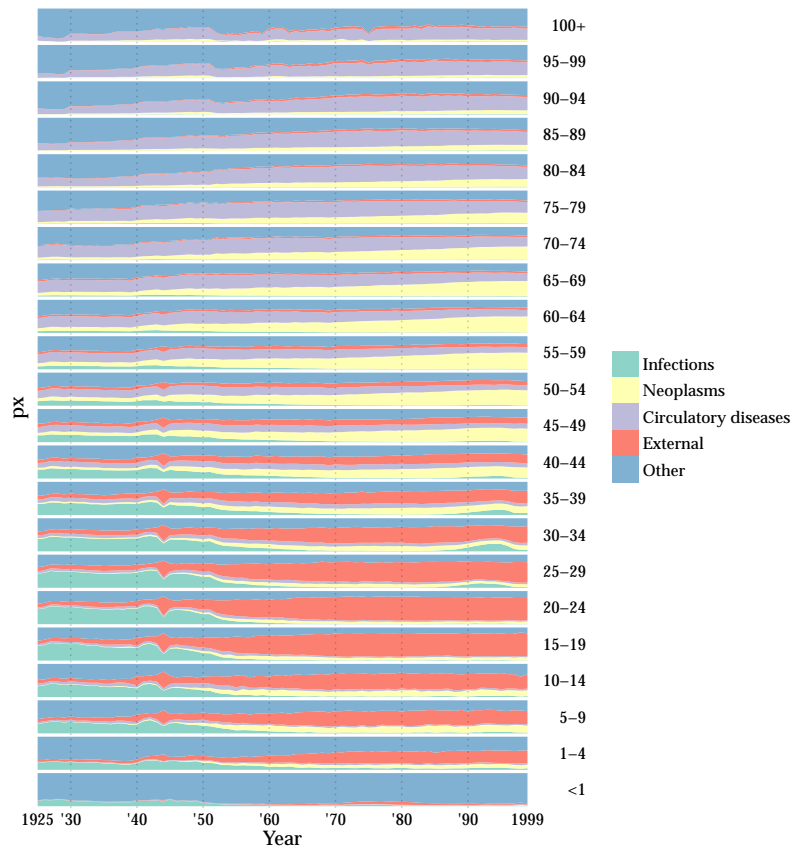 100+
95–99
90–94
85–89
80–84
75–79
70–74
65–69
60–64
55–59
50–54
45–49
40–44
35–39
30–34
25–29
20–24
15–19
10–14
5–9
1–4
<1
px
1925 '30 '40 '50 '60 '70 '80 '90 1999
Year
Infections
Neoplasms
Circulatory diseases
External
Other